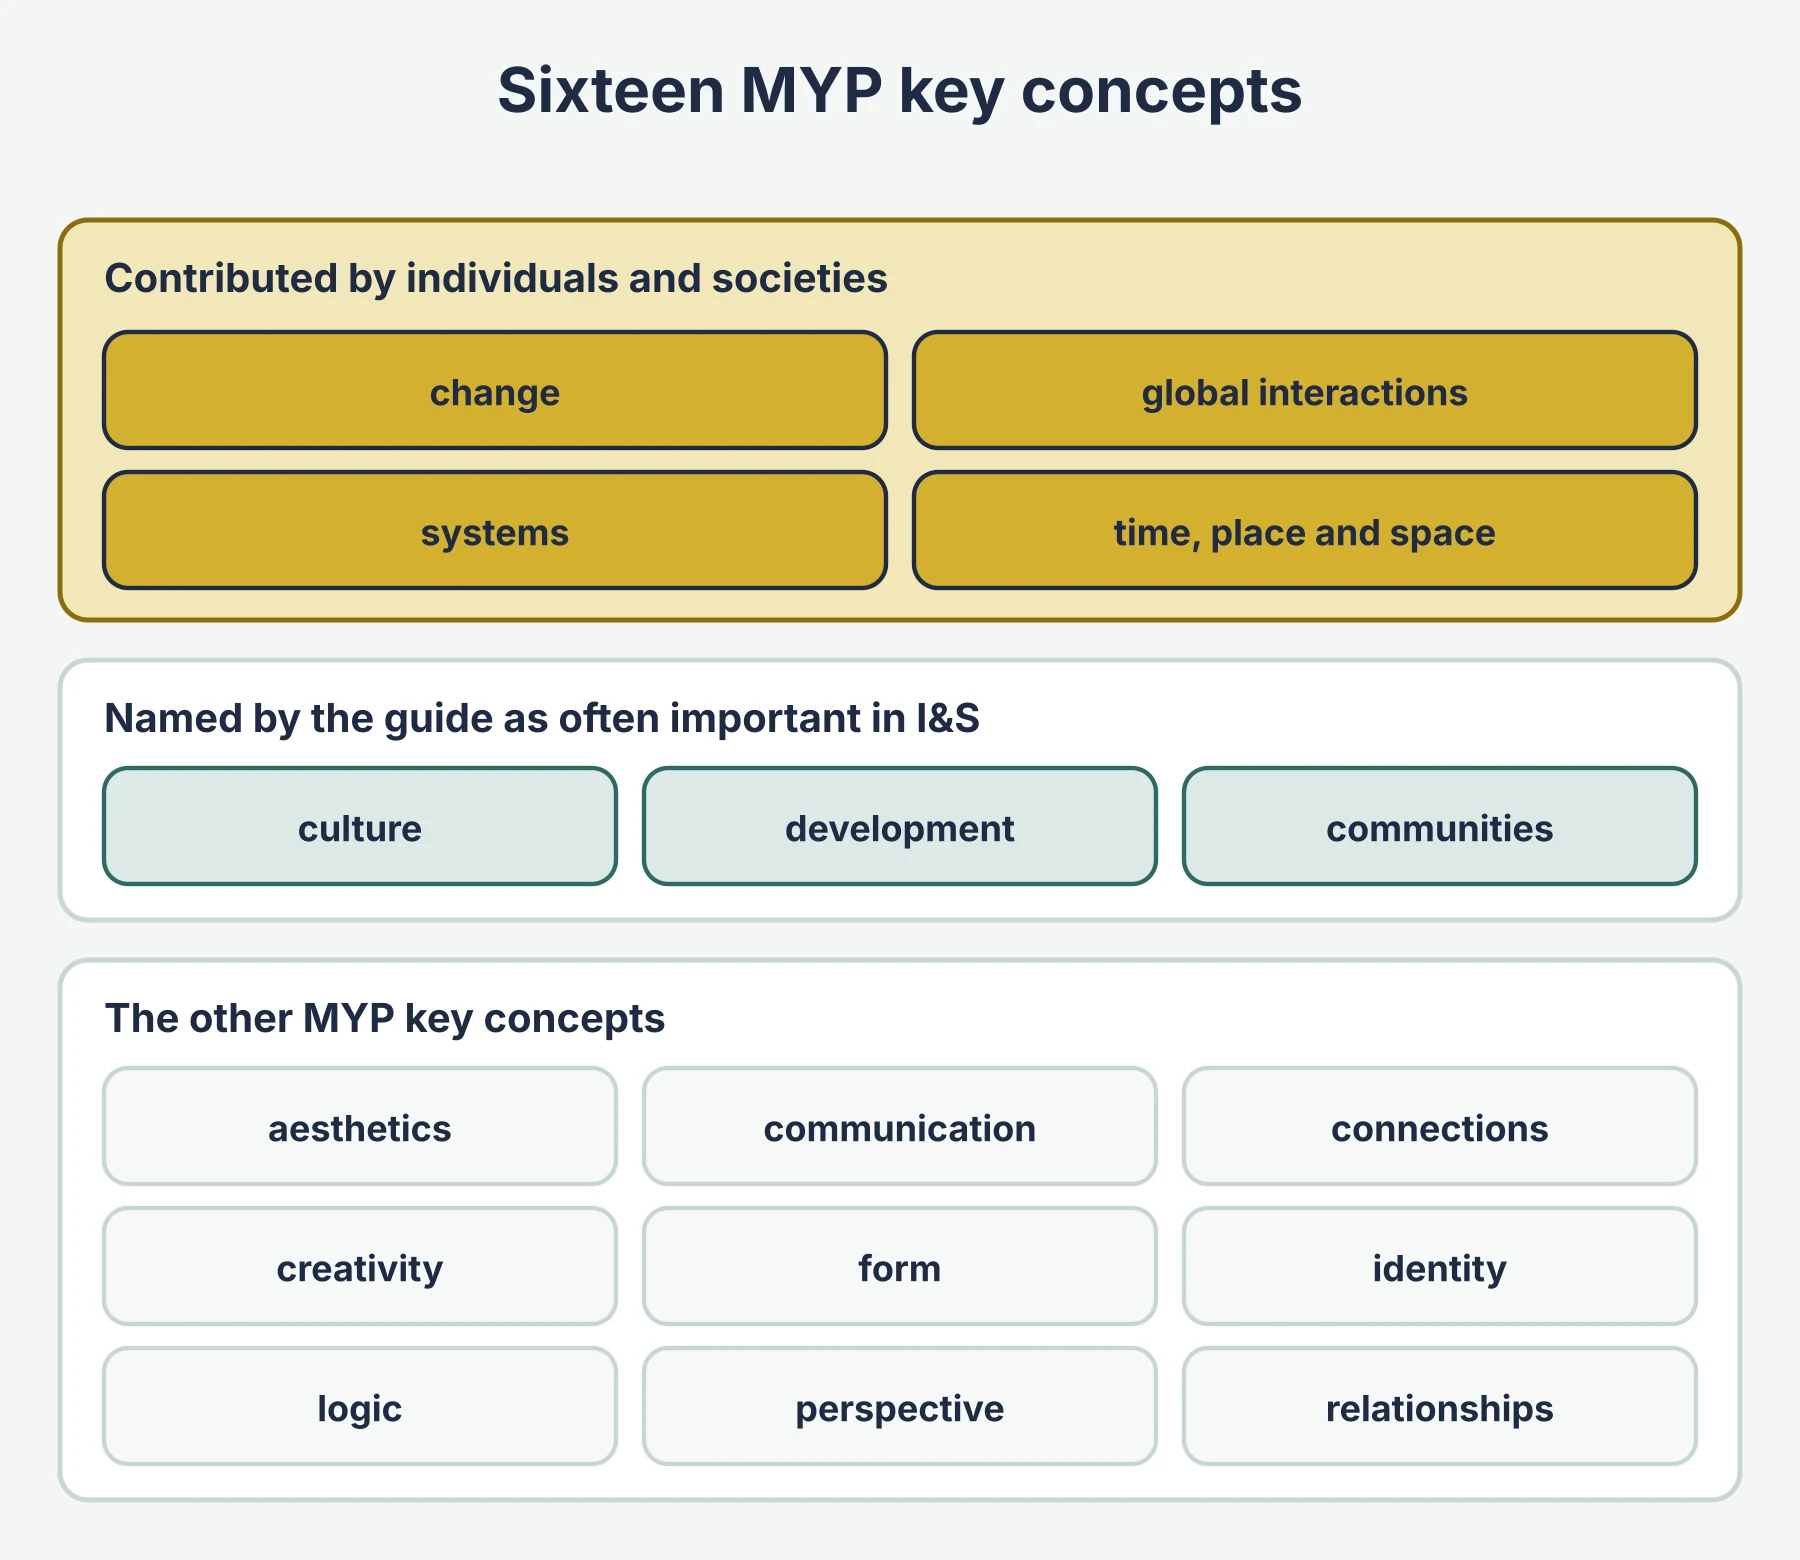 Sixteen MYP key concepts
Contributed by individuals and societies
change
global interactions
systems
time, place and space
Named by the guide as often important in I&S
culture
development
communities
The other MYP key concepts
aesthetics
communication
connections
creativity
form
identity
logic
perspective
relationships